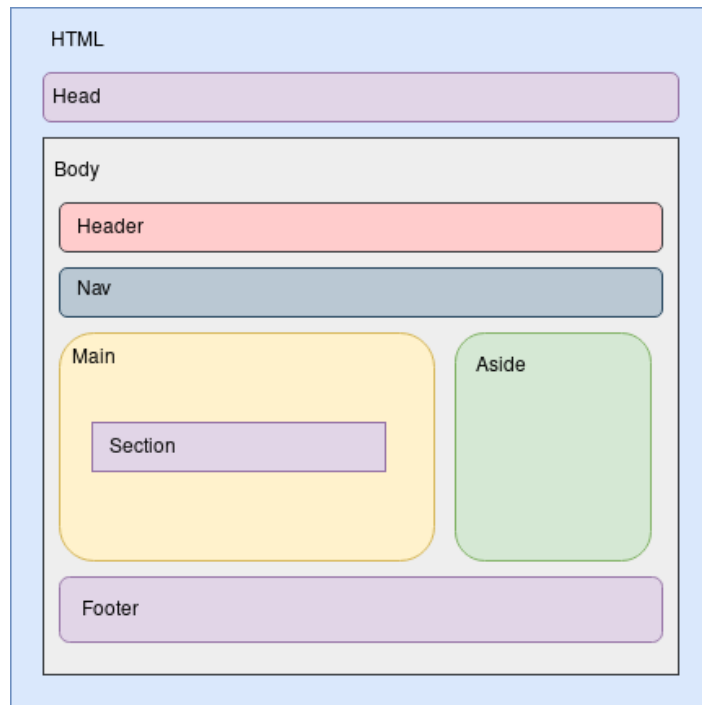 HTML
Head
Body
Header
Nav
Main
Aside
Section
Footer